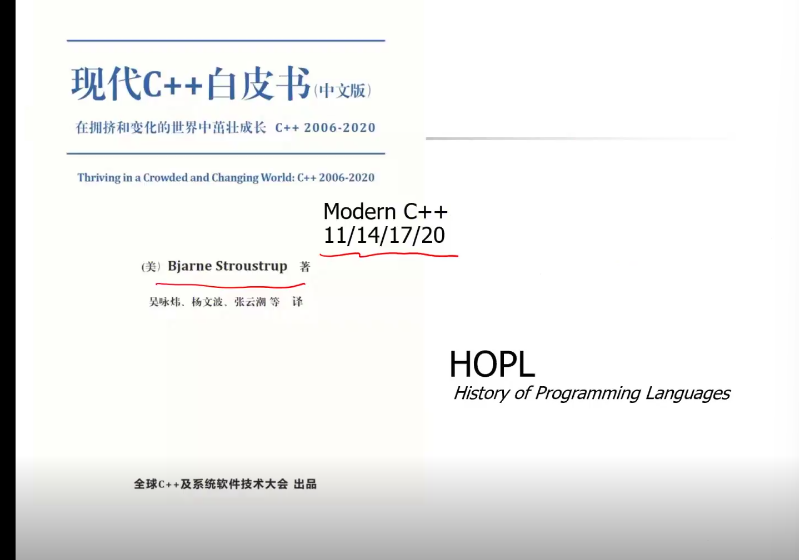 现代C++白皮书(中文版)
在拥挤和变化的世界中茁壮成长 C++ 2006-2020
Thriving in a Crowded and Changing World: C++ 2006-2020
Modern C++
11/14/17/20
(美) Bjarne Stroustrup 著
吴咏炜、杨文波、张云潮 等 译
HOPL
History of Programming Languages
全球C++及系统软件技术大会 出品